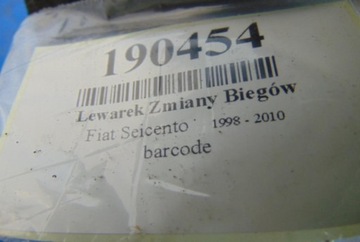 190454
Lewarek Zmiany Biegów
Fiat Seicento 1998 - 2010
barcode